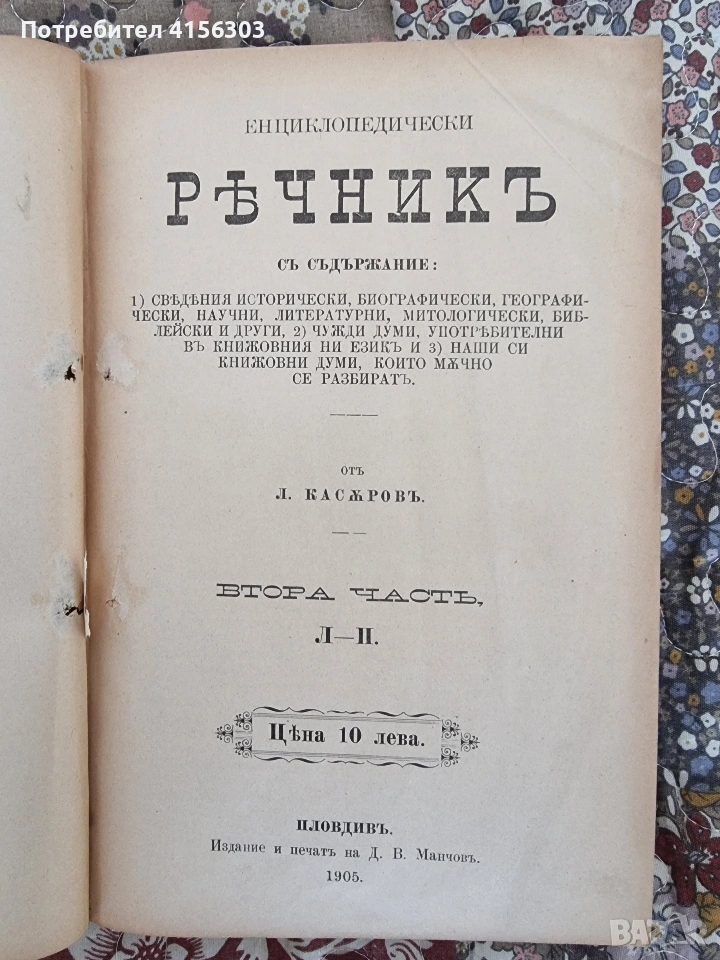 Потребител 4156303
ЕНЦИКЛОПЕДИЧЕСКИ
РѢЧНИКЪ
СЪ СЪДЪРЖАНИЕ:
1) СВѢДѢНИЯ ИСТОРИЧЕСКИ, БИОГРАФИЧЕСКИ, ГЕОГРАФИ-
ЧЕСКИ, НАУЧНИ, ЛИТЕРАТУРНИ, МИТОЛОГИЧЕСКИ, БИБ-
ЛЕЙСКИ И ДРУГИ, 2) ЧУЖДИ ДУМИ, УПОТРѢБИТЕЛНИ
ВЪ КНИЖОВНИЯ НИ ЕЗИКЪ И 3) НАШИ СИ
КНИЖОВНИ ДУМИ, КОИТО МѪЧНО
СЕ РАЗБИРАТЪ.
отъ
Л. КАСѪРОВЪ.
ВТОРА ЧАСТЬ,
Л—П.
Цѣна 10 лева.
ПЛОВДИВЪ.
Издание и печатъ на Д. В. Манчовъ.
1905.
BAZAR